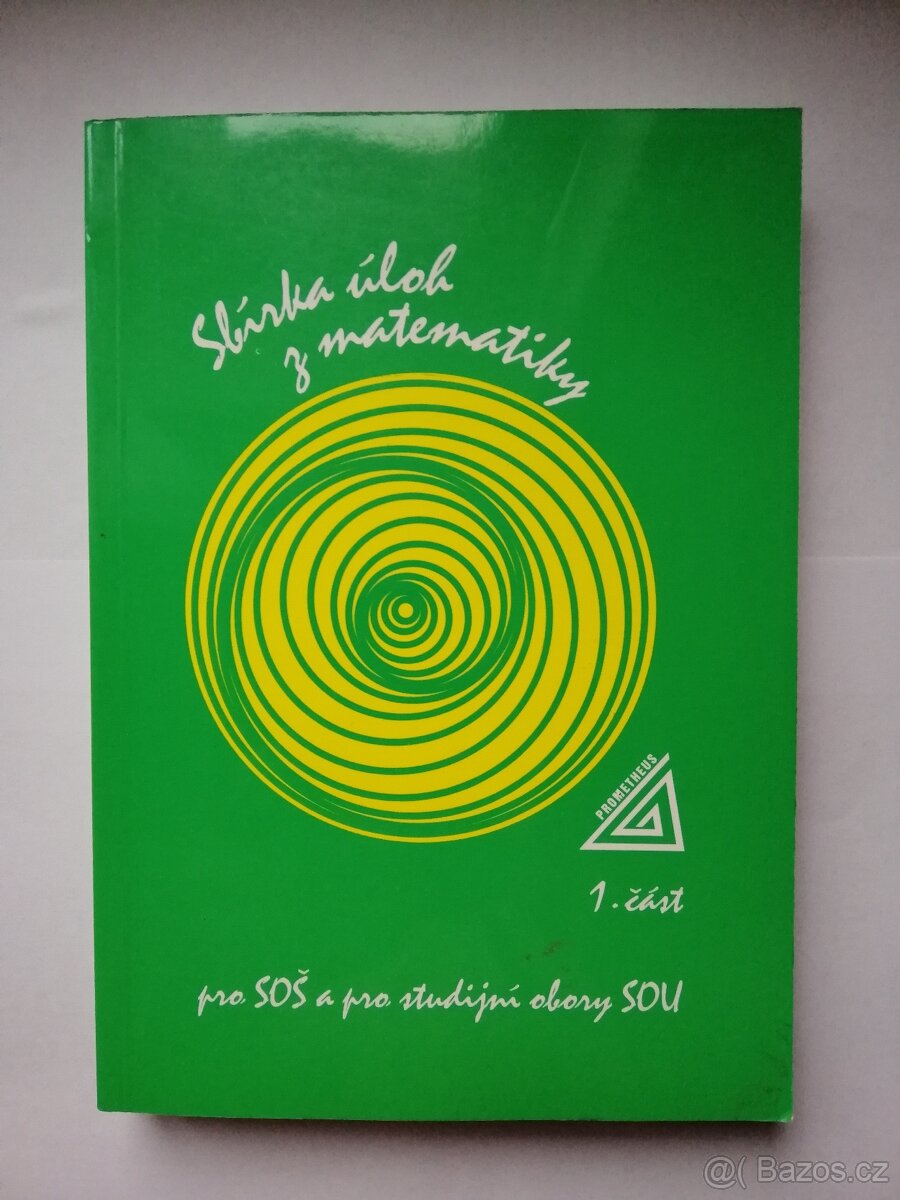 Sbírka úloh
z matematiky
PROMETHEUS
1. část
pro SOŠ a pro studijní obory SOU
@( Bazos.cz